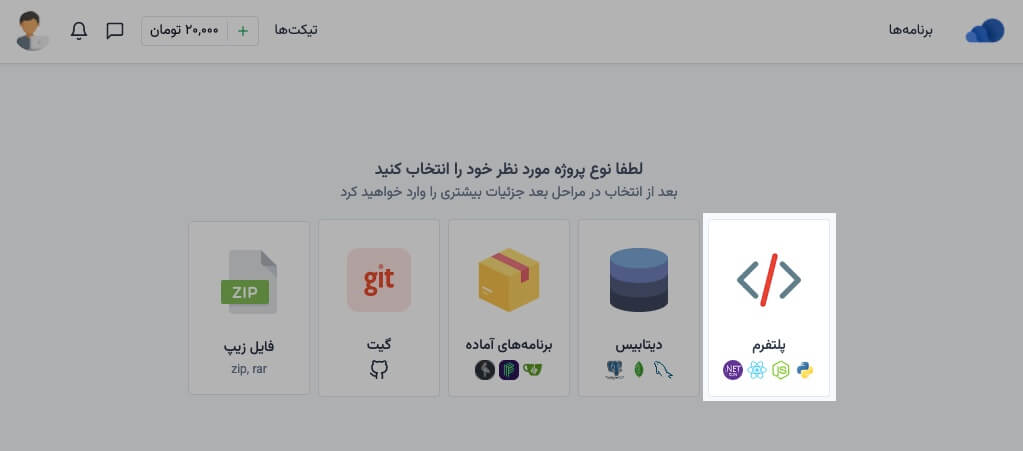 برنامه‌ها
تیکت‌ها
+ ۲۰,۰۰۰ تومان
لطفا نوع پروژه مورد نظر خود را انتخاب کنید
بعد از انتخاب در مراحل بعد جزئیات بیشتری را وارد خواهید کرد
پلتفرم
NET
JS
دیتابیس
برنامه‌های آماده
git
گیت
ZIP
فایل زیپ
zip, rar